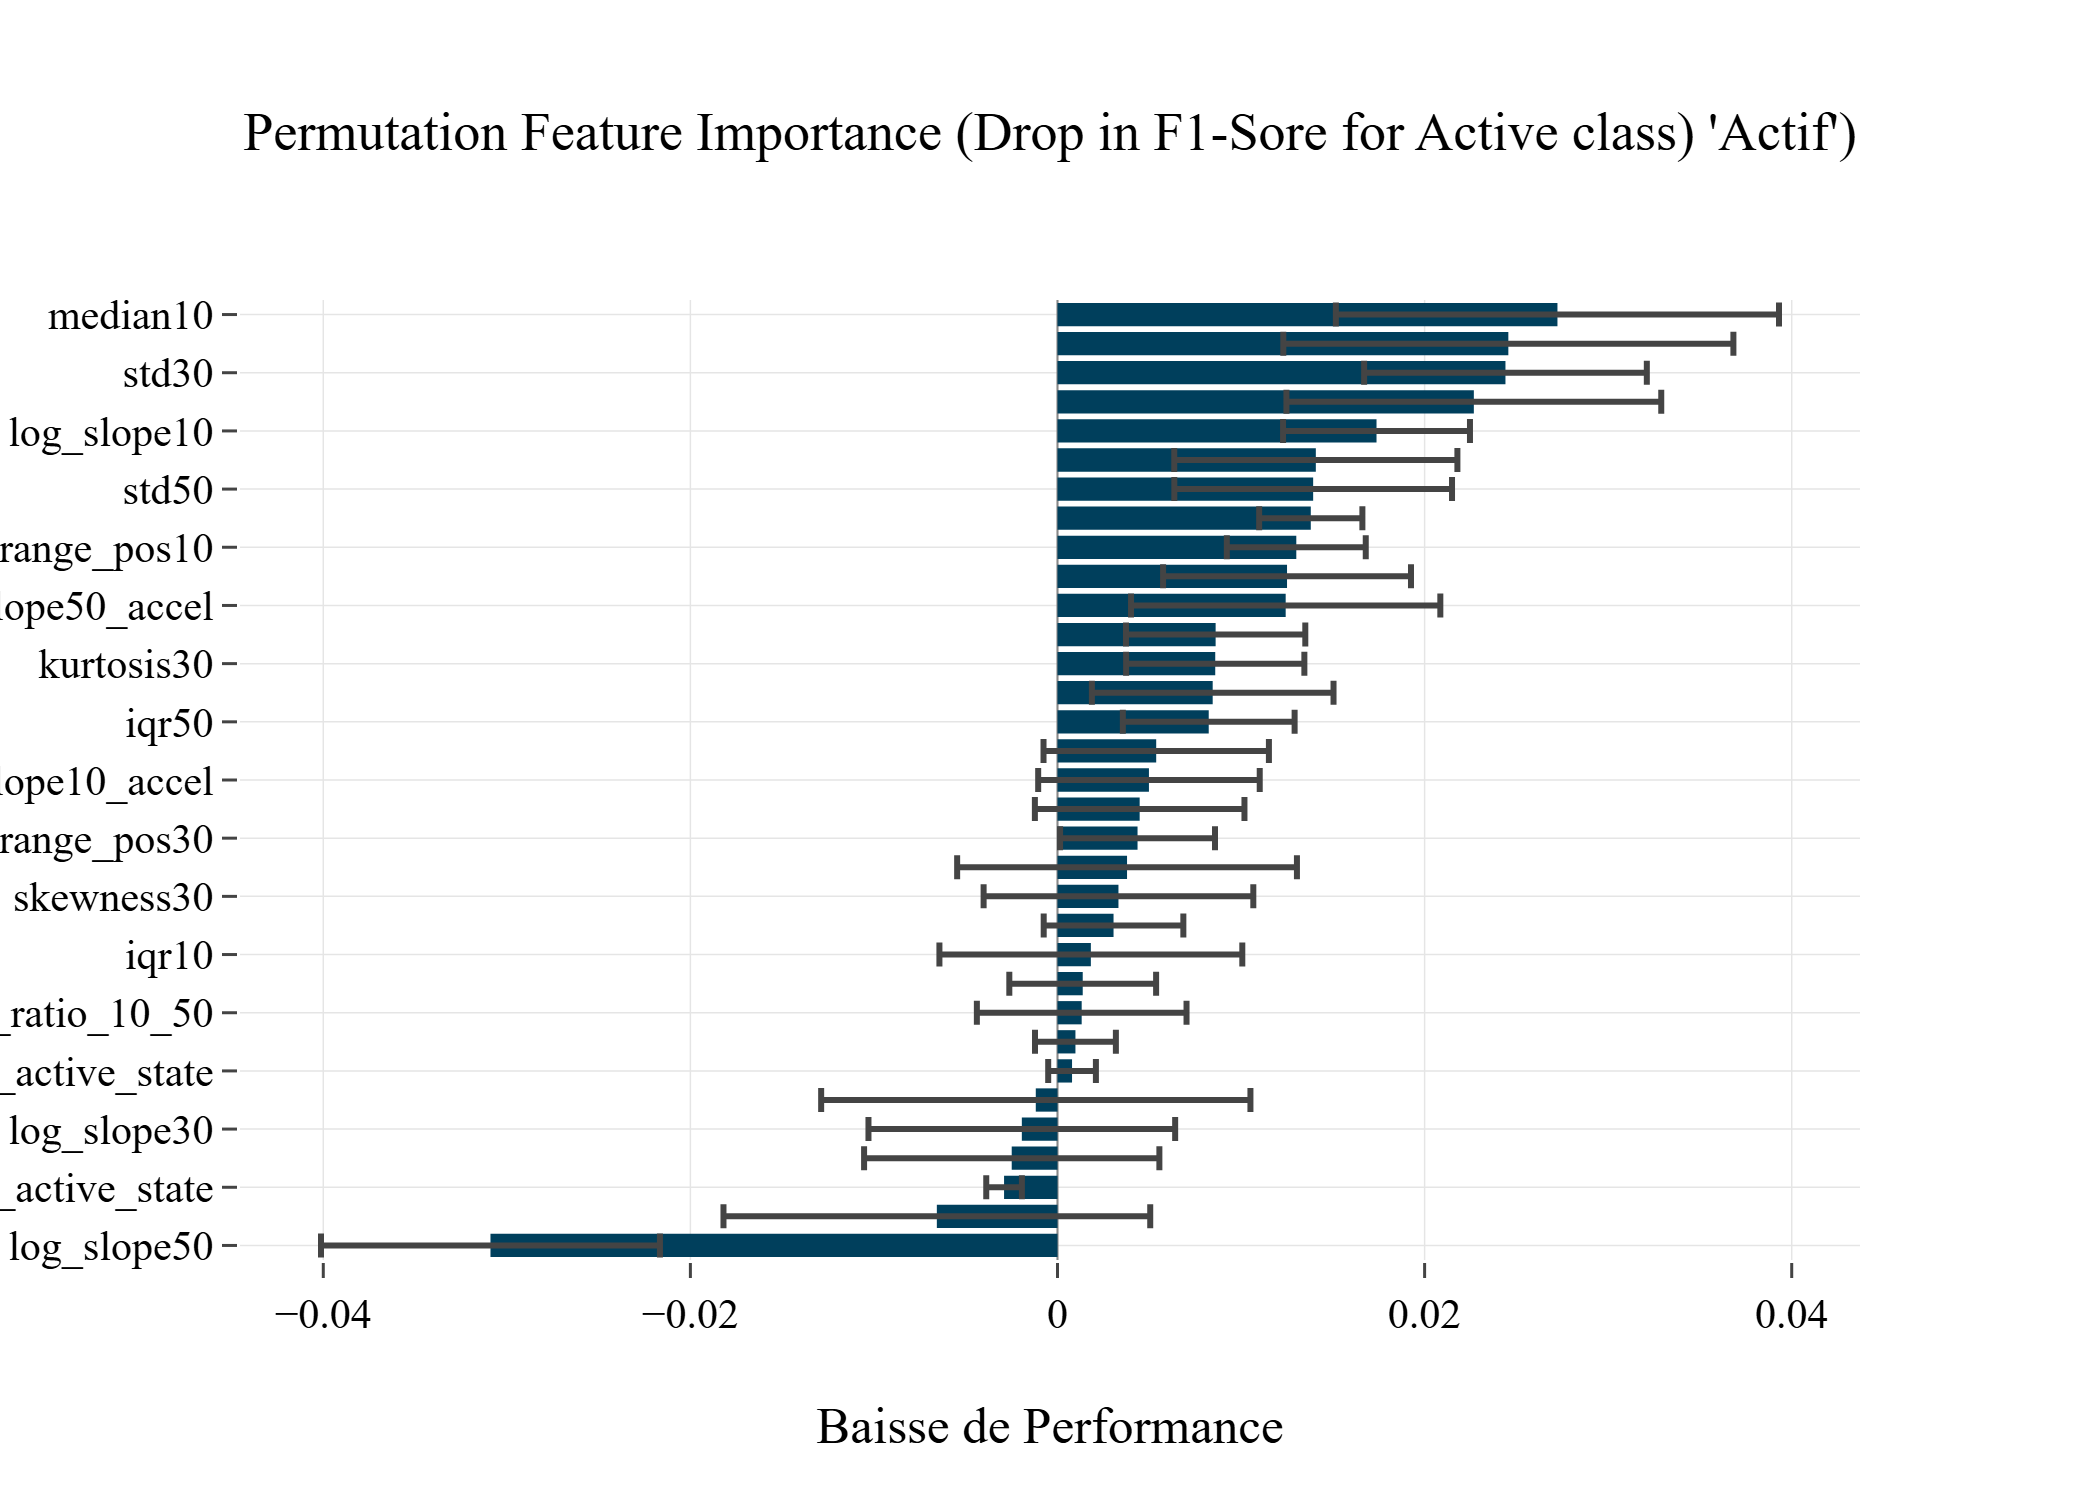 Permutation Feature Importance (Drop in F1-Sore for Active class) 'Actif')
median10
std30
log_slope10
std50
range_pos10
lope50_accel
kurtosis30
iqr50
lope10_accel
range_pos30
skewness30
iqr10
_ratio_10_50
_active_state
log_slope30
_active_state
log_slope50
−0.04
−0.02
0
0.02
0.04
Baisse de Performance